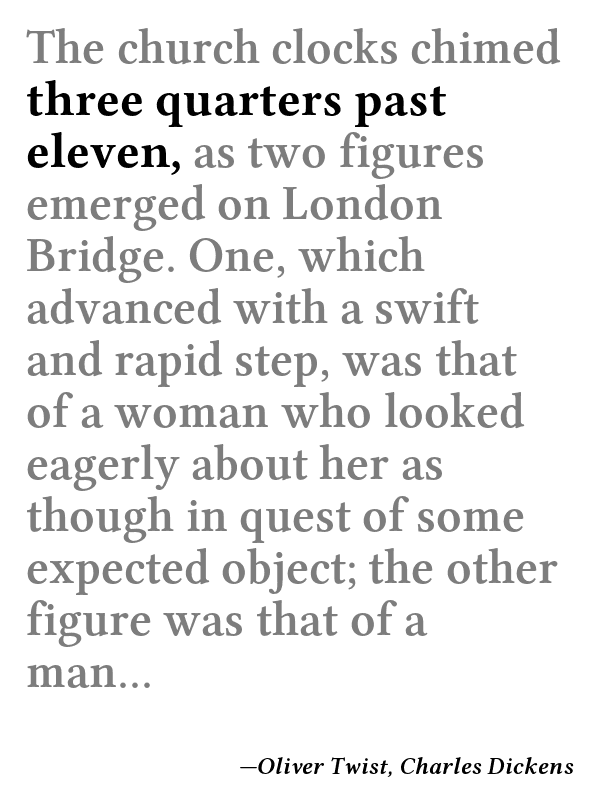 The church clocks chimed
three quarters past
eleven, as two figures
emerged on London
Bridge. One, which
advanced with a swift
and rapid step, was that
of a woman who looked
eagerly about her as
though in quest of some
expected object; the other
figure was that of a
man...
—Oliver Twist, Charles Dickens